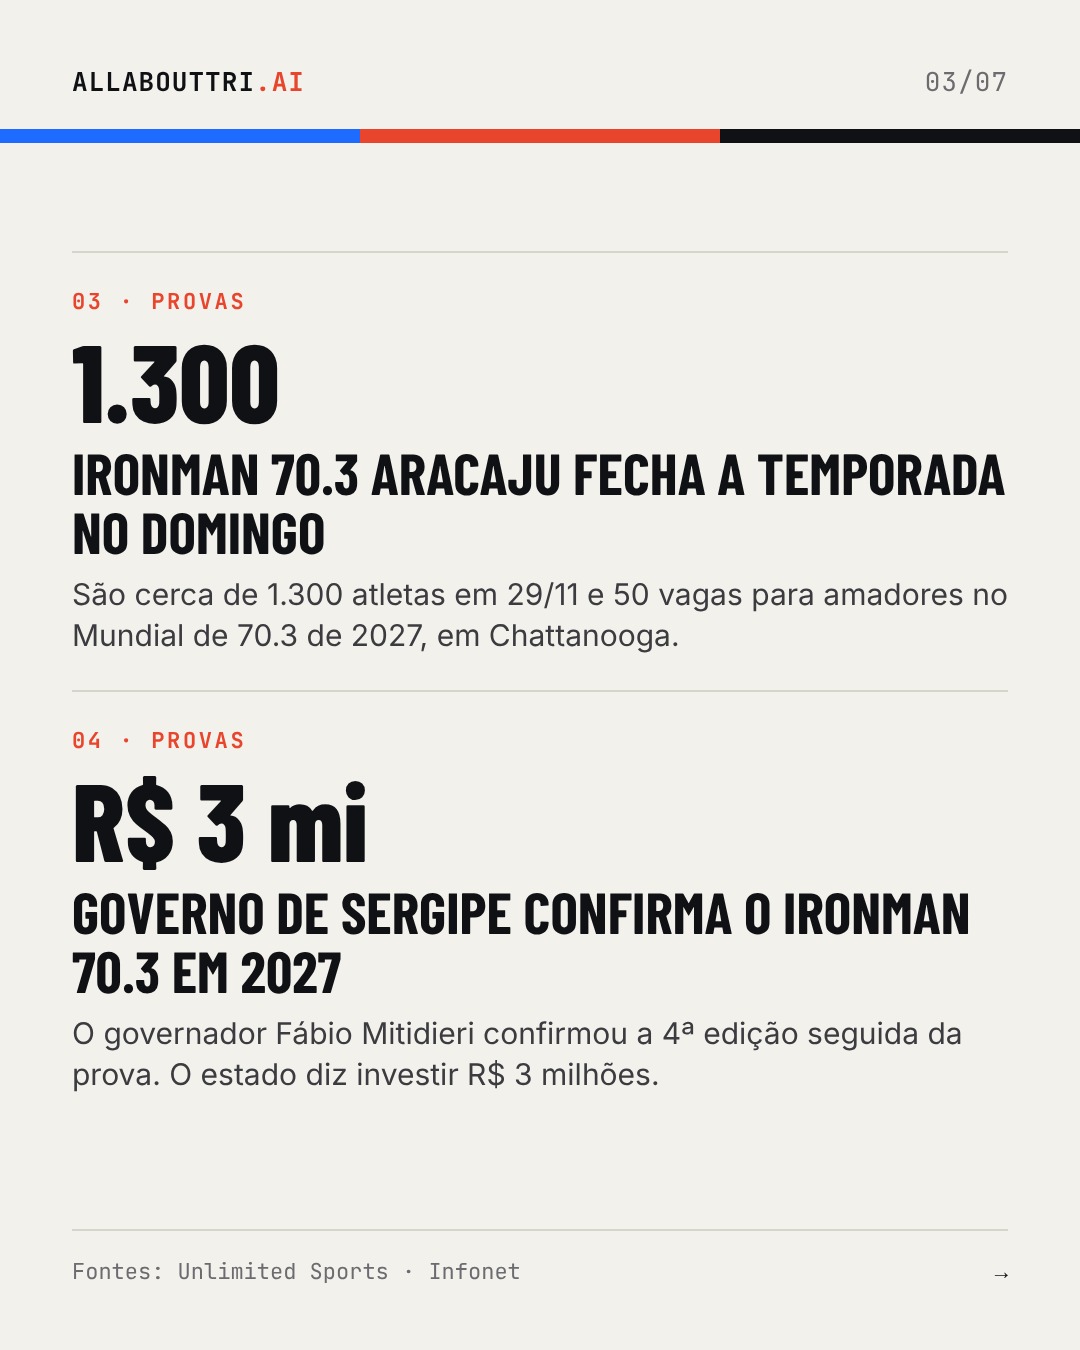 ALLABOUTTRI.AI
03/07
03 · PROVAS
1.300
IRONMAN 70.3 ARACAJU FECHA A TEMPORADA
NO DOMINGO
São cerca de 1.300 atletas em 29/11 e 50 vagas para amadores no
Mundial de 70.3 de 2027, em Chattanooga.
04 · PROVAS
R$ 3 mi
GOVERNO DE SERGIPE CONFIRMA O IRONMAN
70.3 EM 2027
O governador Fábio Mitidieri confirmou a 4ª edição seguida da
prova. O estado diz investir R$ 3 milhões.
Fontes: Unlimited Sports · Infonet
→